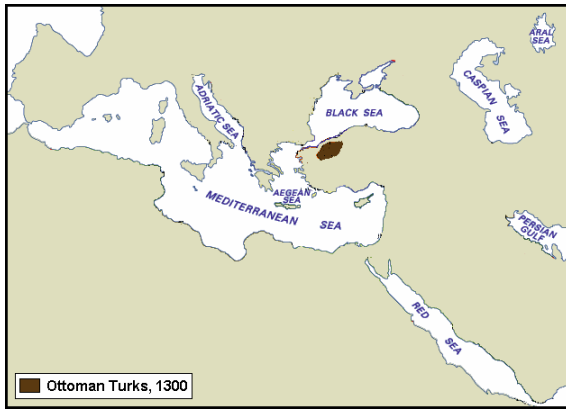 ARAL
SEA
CASPIAN SEA
ADRIATIC SEA
BLACK SEA
AEGEAN
SEA
MEDITERRANEAN SEA
PERSIAN
GULF
RED SEA
Ottoman Turks, 1300